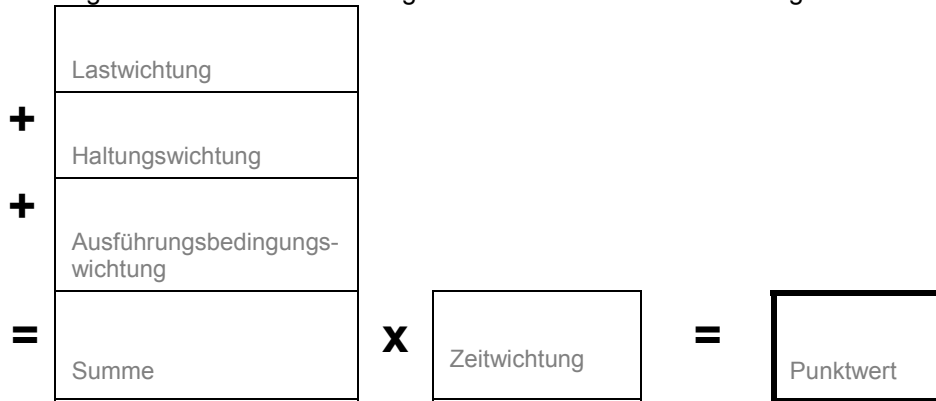 Lastwichtung
+
Haltungswichtung
+
Ausführungsbedingungs-
wichtung
= Summe x Zeitwichtung = Punktwert